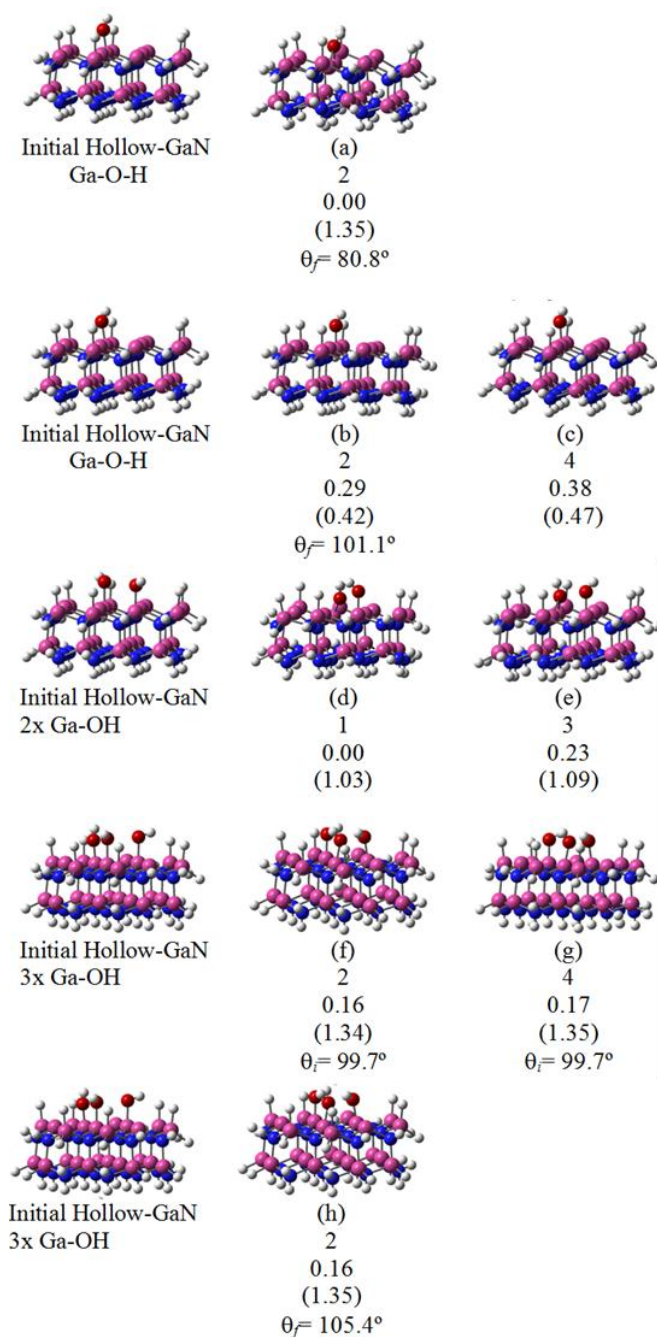 Initial Hollow-GaN
Ga-O-H
(a)
2
0.00
(1.35)
θf= 80.8º
Initial Hollow-GaN
Ga-O-H
(b)
2
0.29
(0.42)
θf= 101.1º
(c)
4
0.38
(0.47)
Initial Hollow-GaN
2x Ga-OH
(d)
1
0.00
(1.03)
(e)
3
0.23
(1.09)
Initial Hollow-GaN
3x Ga-OH
(f)
2
0.16
(1.34)
θi= 99.7º
(g)
4
0.17
(1.35)
θi= 99.7º
Initial Hollow-GaN
3x Ga-OH
(h)
2
0.16
(1.35)
θf= 105.4º